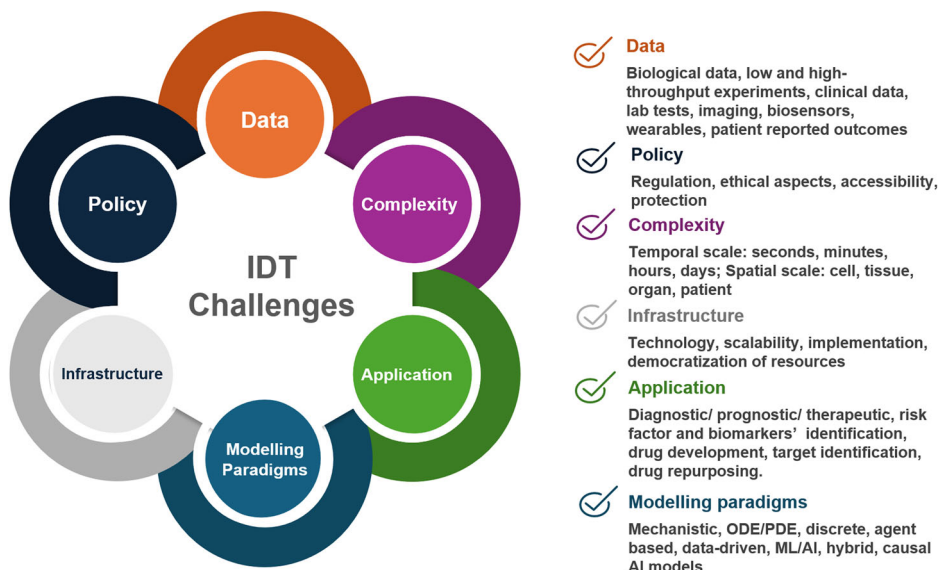 Data
Complexity
Application
Modelling
Paradigms
Infrastructure
Policy
IDT
Challenges
Data
Biological data, low and high-
throughput experiments, clinical data,
lab tests, imaging, biosensors,
wearables, patient reported outcomes
Policy
Regulation, ethical aspects, accessibility,
protection
Complexity
Temporal scale: seconds, minutes,
hours, days; Spatial scale: cell, tissue,
organ, patient
Infrastructure
Technology, scalability, implementation,
democratization of resources
Application
Diagnostic/ prognostic/ therapeutic, risk
factor and biomarkers’ identification,
drug development, target identification,
drug repurposing.
Modelling paradigms
Mechanistic, ODE/PDE, discrete, agent
based, data-driven, ML/AI, hybrid, causal
AI models